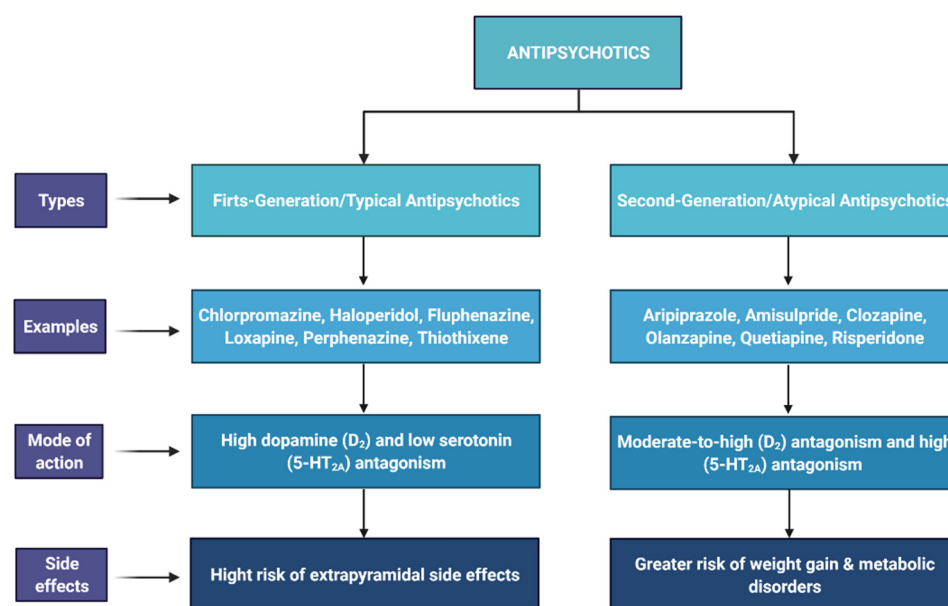 ANTIPSYCHOTICS
Types
Firts-Generation/Typical Antipsychotics
Second-Generation/Atypical Antipsychotics
Examples
Chlorpromazine, Haloperidol, Fluphenazine,
Loxapine, Perphenazine, Thiothixene
Aripiprazole, Amisulpride, Clozapine,
Olanzapine, Quetiapine, Risperidone
Mode of
action
High dopamine (D₂) and low serotonin
(5-HT₂ₐ) antagonism
Moderate-to-high (D₂) antagonism and high
(5-HT₂ₐ) antagonism
Side
effects
Hight risk of extrapyramidal side effects
Greater risk of weight gain & metabolic
disorders